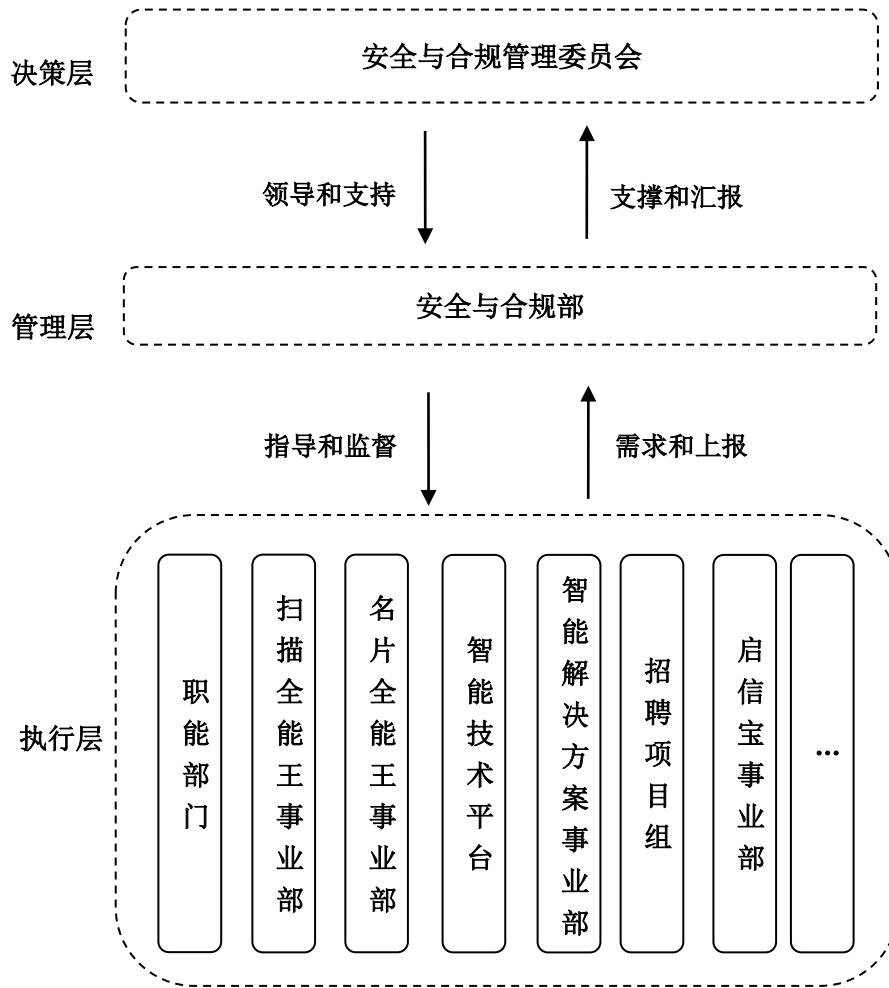 安全与合规管理委员会
决策层
领导和支持
支撑和汇报
安全与合规部
管理层
指导和监督
需求和上报
执行层
职能部门
扫描全能王事业部
名片全能王事业部
智能技术平台
智能解决方案事业部
招聘项目组
启信宝事业部
...